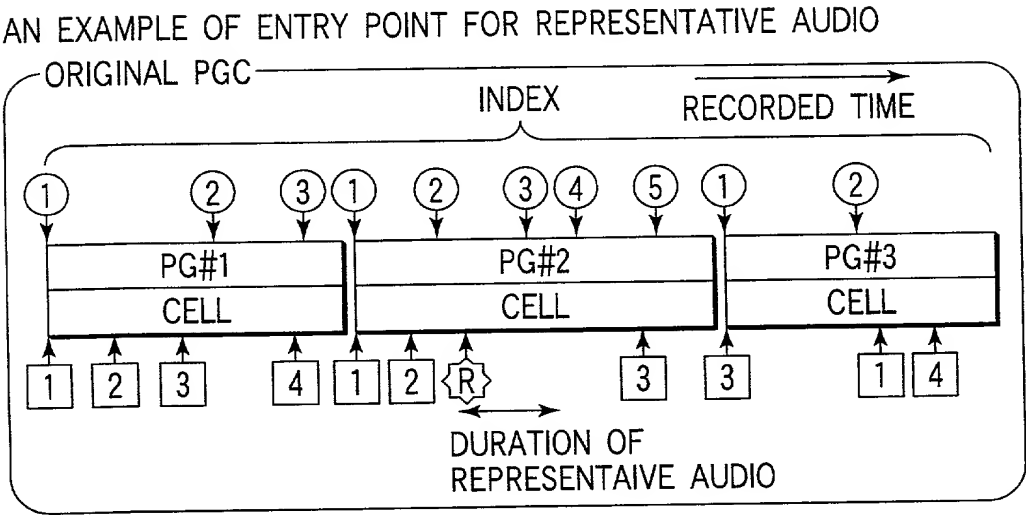 AN EXAMPLE OF ENTRY POINT FOR REPRESENTATIVE AUDIO
ORIGINAL PGC
INDEX
RECORDED TIME
1 2 3 1 2 3 4 5 1 2
PG#1 PG#2 PG#3
CELL CELL CELL
1 2 3 4 1 2 R 3 3 1 4
DURATION OF
REPRESENTAIVE AUDIO